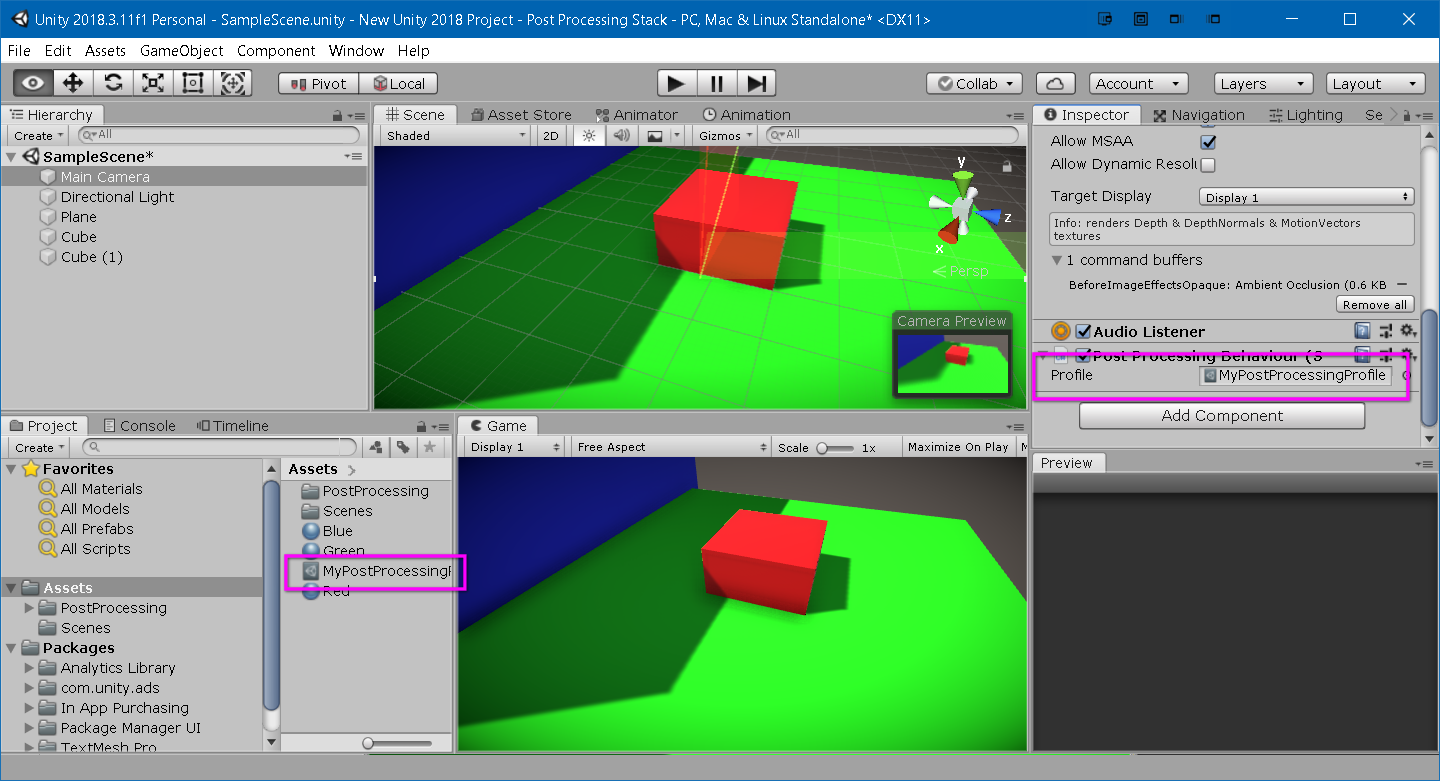 Unity 2018.3.11f1 Personal - SampleScene.unity - New Unity 2018 Project - Post Processing Stack - PC, Mac & Linux Standalone* <DX11>
File Edit Assets GameObject Component Window Help
Pivot Local Collab Account Layers Layout
Hierarchy
Create All
SampleScene*
Main Camera
Directional Light
Plane
Cube
Cube (1)
Scene Asset Store Animator Animation
Shaded 2D Gizmos All
y
z
x
Persp
Camera Preview
Inspector Navigation Lighting Se
Allow MSAA
Allow Dynamic Resolu
Target Display Display 1
Info: renders Depth & DepthNormals & MotionVectors
textures
1 command buffers
BeforeImageEffectsOpaque: Ambient Occlusion (0.6 KB
Remove all
Audio Listener
Post Processing Behaviour (S
Profile MyPostProcessingProfile
Add Component
Preview
Project Console Timeline
Create
Favorites
All Materials
All Models
All Prefabs
All Scripts
Assets
PostProcessing
Scenes
Packages
Analytics Library
com.unity.ads
In App Purchasing
Package Manager UI
TextMesh Pro
Assets
PostProcessing
Scenes
Blue
Green
MyPostProcessingP
Red
Game
Display 1 Free Aspect Scale 1x Maximize On Play M